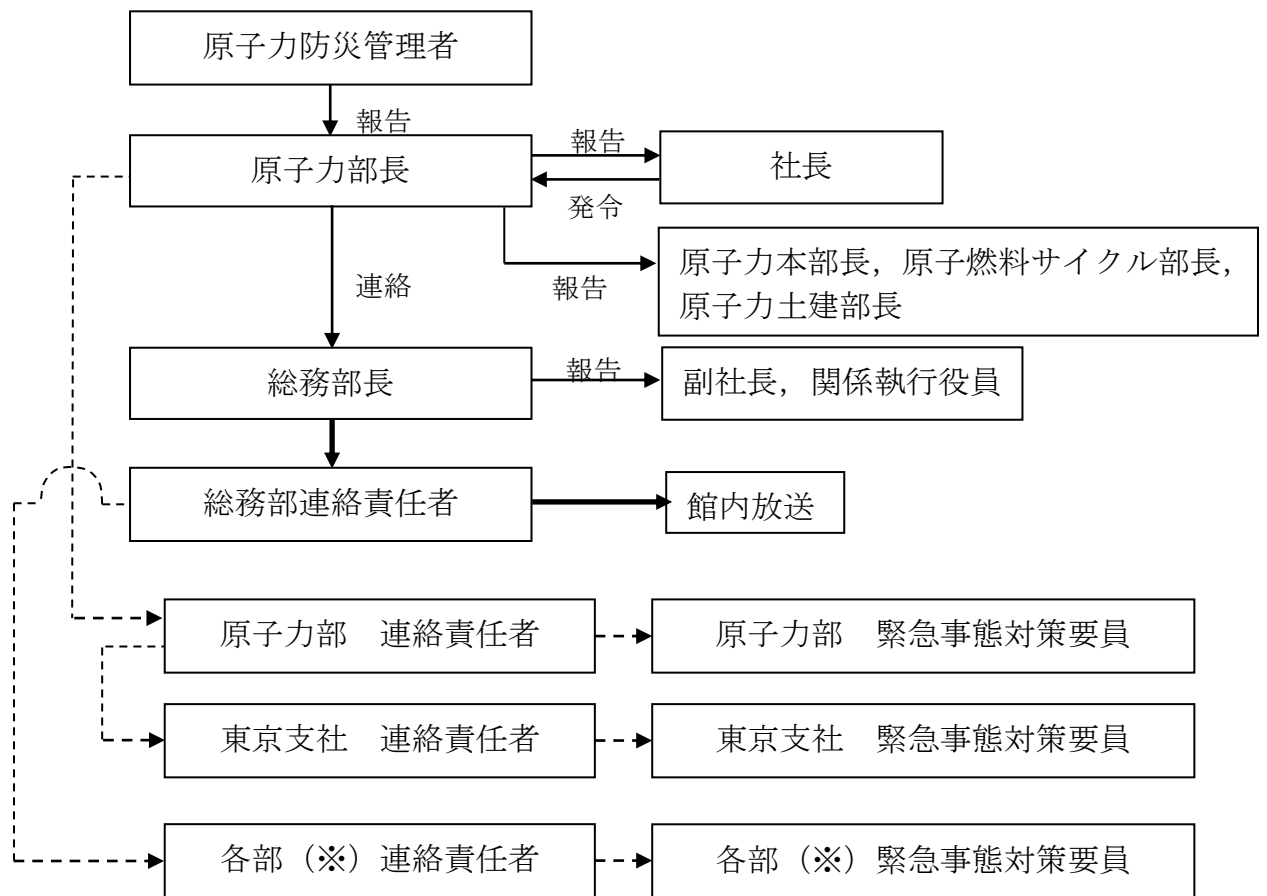 原子力防災管理者
報告
原子力部長
報告
社長
発令
原子力本部長，原子燃料サイクル部長，
原子力土建部長
連絡
報告
総務部長
報告
副社長，関係執行役員
総務部連絡責任者
館内放送
原子力部　連絡責任者
原子力部　緊急事態対策要員
東京支社　連絡責任者
東京支社　緊急事態対策要員
各部（※）連絡責任者
各部（※）緊急事態対策要員